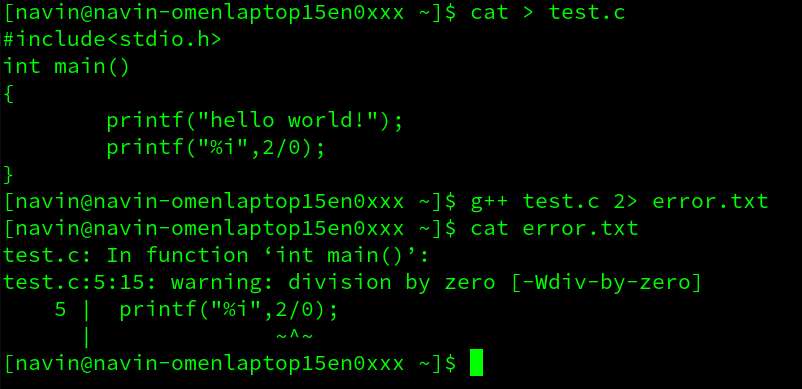 [navin@navin-omenlaptop15en0xxx ~]$ cat > test.c
#include<stdio.h>
int main()
{
        printf("hello world!");
        printf("%i",2/0);
}
[navin@navin-omenlaptop15en0xxx ~]$ g++ test.c 2> error.txt
[navin@navin-omenlaptop15en0xxx ~]$ cat error.txt
test.c: In function ‘int main()’:
test.c:5:15: warning: division by zero [-Wdiv-by-zero]
    5 |  printf("%i",2/0);
      |              ~^~
[navin@navin-omenlaptop15en0xxx ~]$